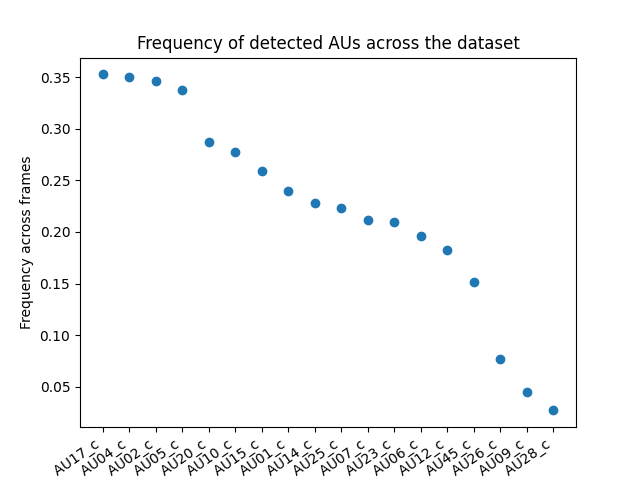 Frequency of detected AUs across the dataset
Frequency across frames
0.35
0.30
0.25
0.20
0.15
0.10
0.05
AU17_c
AU04_c
AU02_c
AU05_c
AU20_c
AU10_c
AU15_c
AU01_c
AU14_c
AU25_c
AU07_c
AU23_c
AU06_c
AU12_c
AU45_c
AU26_c
AU09_c
AU28_c